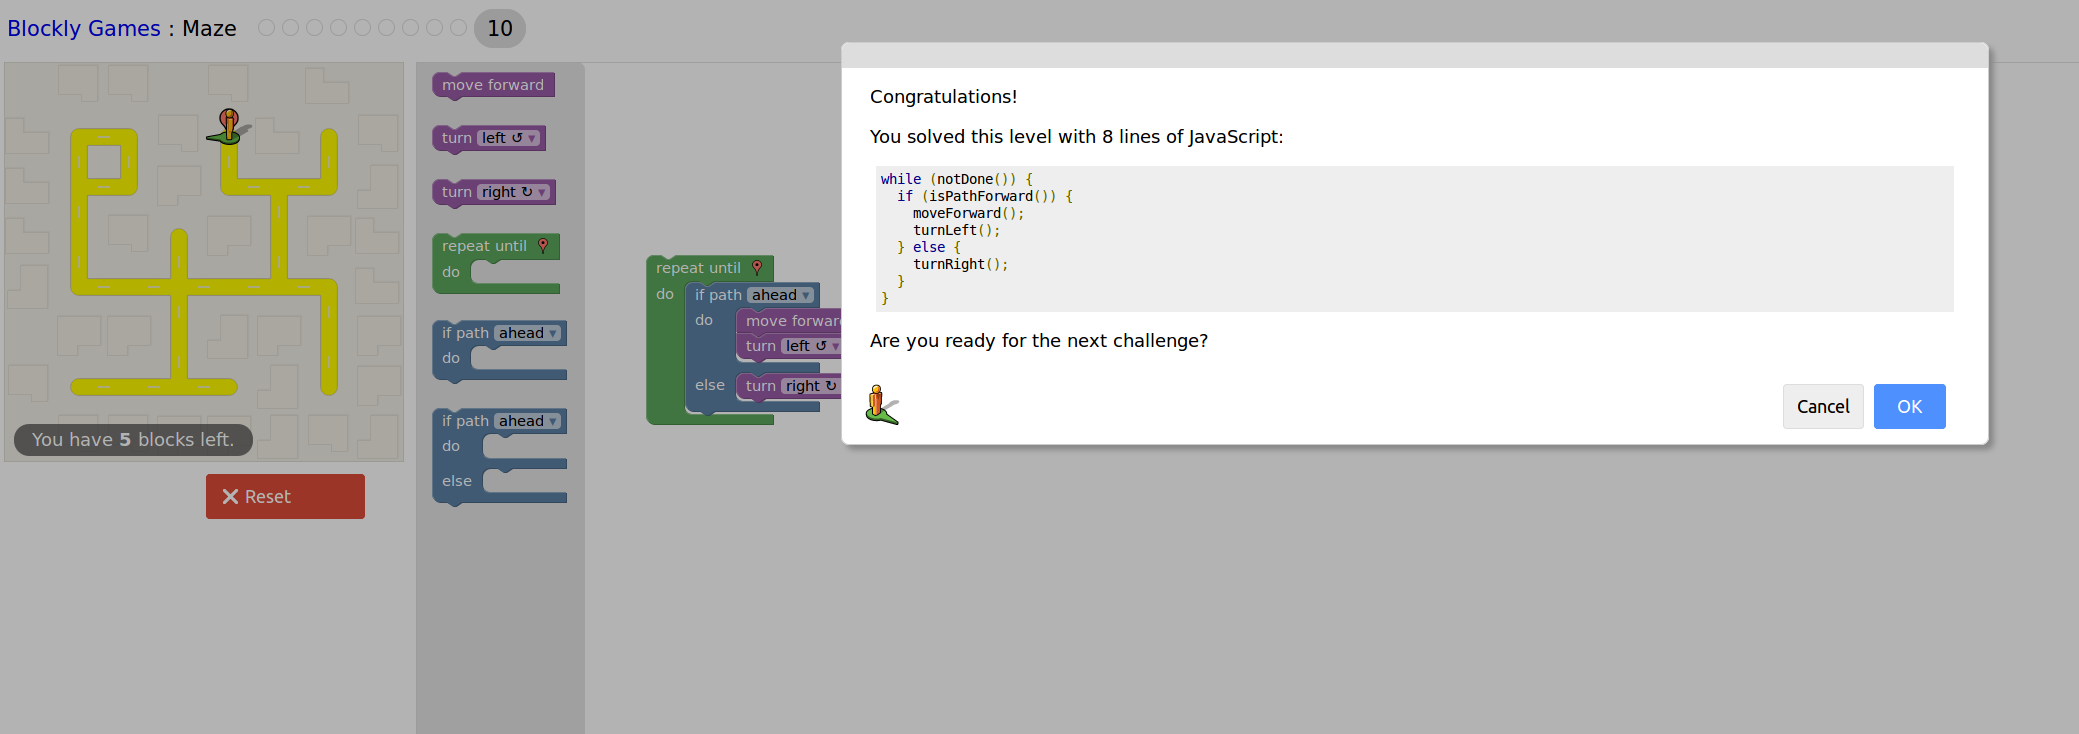 Blockly Games : Maze 10
You have 5 blocks left.
Reset
move forward
turn left ↺ ▾
turn right ↻ ▾
repeat until
do
if path ahead ▾
do
if path ahead ▾
do
else
repeat until
do if path ahead ▾
do move forwar
turn left ↺ ▾
else turn right ↻
Congratulations!
You solved this level with 8 lines of JavaScript:
while (notDone()) {
  if (isPathForward()) {
    moveForward();
    turnLeft();
  } else {
    turnRight();
  }
}
Are you ready for the next challenge?
Cancel OK